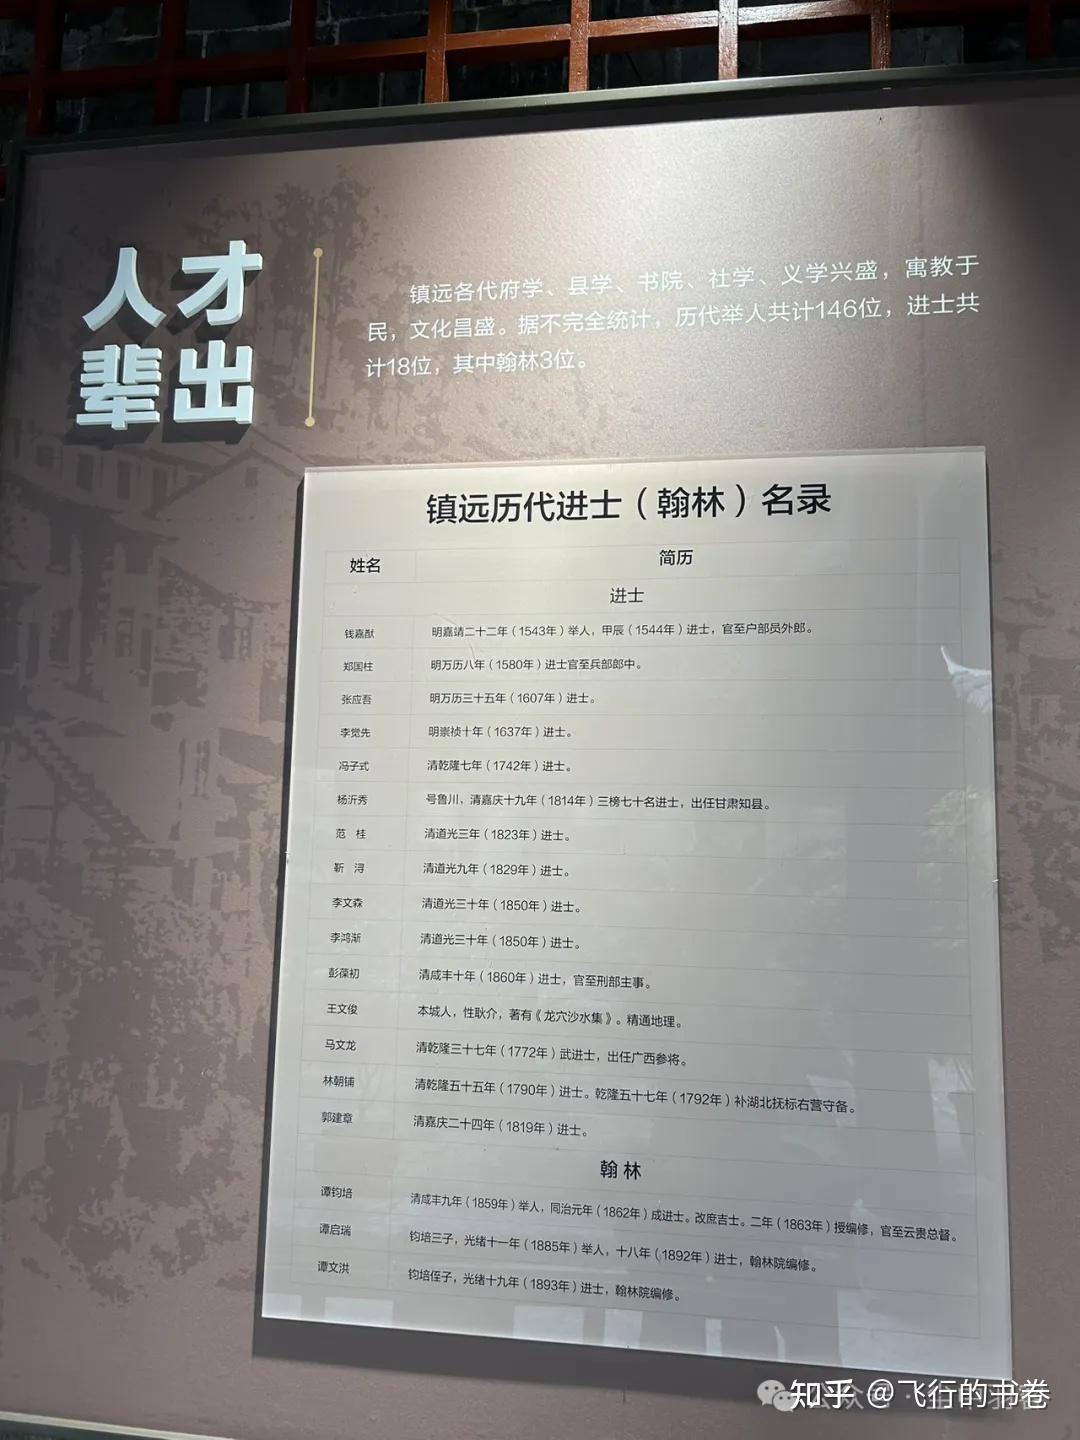 人才
辈出
镇远各代府学、县学、书院、社学、义学兴盛，寓教于
民，文化昌盛。据不完全统计，历代举人共计146位，进士共
计18位，其中翰林3位。
镇远历代进士（翰林）名录
姓名 简历
进士
钱嘉猷 明嘉靖二十二年（1543年）举人，甲辰（1544年）进士，官至户部员外郎。
郑国柱 明万历八年（1580年）进士官至兵部郎中。
张应吾 明万历三十五年（1607年）进士。
李觉先 明崇祯十年（1637年）进士。
冯子式 清乾隆七年（1742年）进士。
杨沂秀 号鲁川，清嘉庆十九年（1814年）三榜七十名进士，出任甘肃知县。
范 桂 清道光三年（1823年）进士。
靳 浔 清道光九年（1829年）进士。
李文森 清道光三十年（1850年）进士。
李鸿渐 清道光三十年（1850年）进士。
彭葆初 清咸丰十年（1860年）进士，官至刑部主事。
王文俊 本城人，性耿介，著有《龙穴沙水集》。精通地理。
马文龙 清乾隆三十七年（1772年）武进士，出任广西参将。
林朝铺 清乾隆五十五年（1790年）进士。乾隆五十七年（1792年）补湖北抚标右营守备。
郭建章 清嘉庆二十四年（1819年）进士。
翰林
谭钧培 清咸丰九年（1859年）举人，同治元年（1862年）成进士。改庶吉士。二年（1863年）授编修，官至云贵总督。
谭启瑞 钧培三子，光绪十一年（1885年）举人，十八年（1892年）进士，翰林院编修。
谭文洪 钧培侄子，光绪十九年（1893年）进士，翰林院编修。
知乎 @飞行的书卷